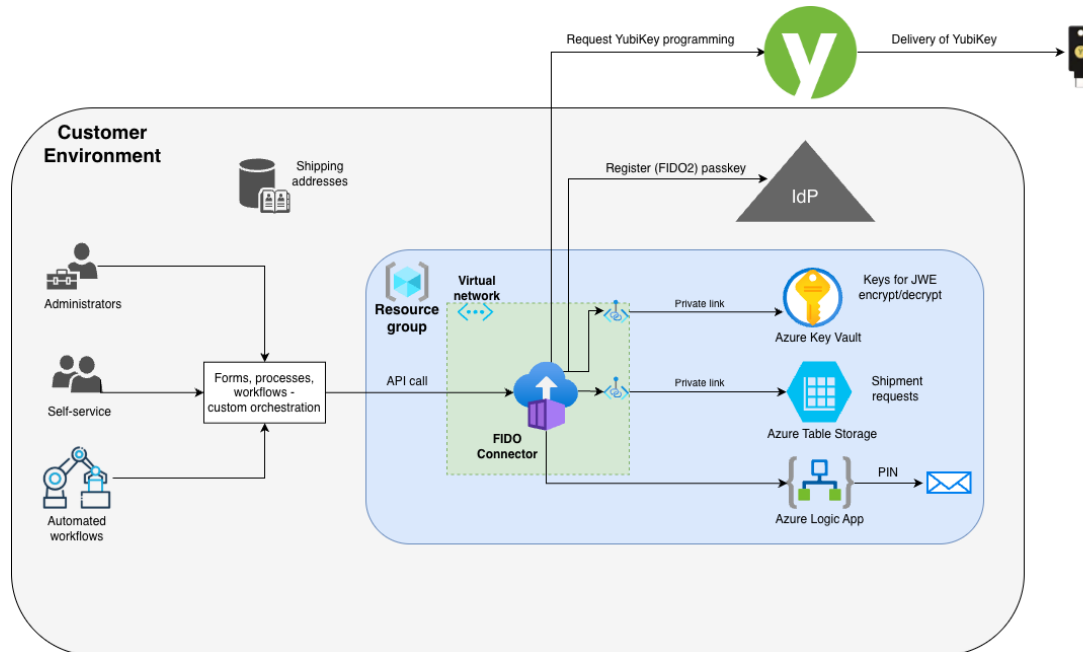 Request YubiKey programming
Delivery of YubiKey
y
Customer
Environment
Shipping
addresses
Register (FIDO2) passkey
IdP
Administrators
Resource
group
Virtual
network
Private link
Keys for JWE
encrypt/decrypt
Azure Key Vault
Self-service
Forms, processes,
workflows -
custom orchestration
API call
FIDO
Connector
Private link
Shipment
requests
Azure Table Storage
Automated
workflows
Azure Logic App
PIN